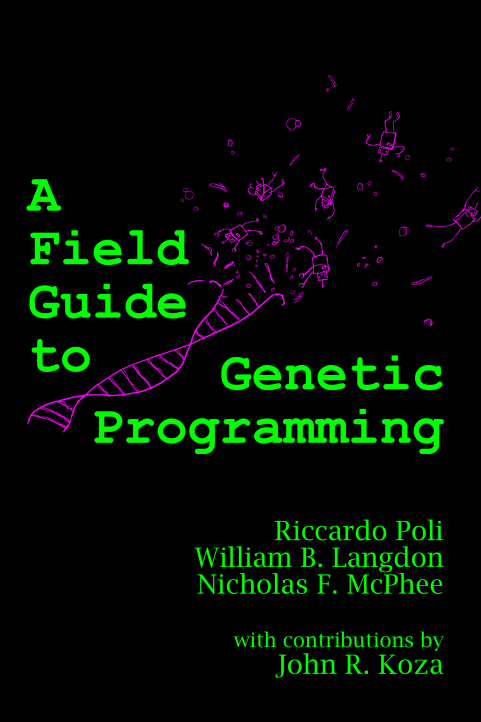 A
Field
Guide
to
Genetic
Programming
Riccardo Poli
William B. Langdon
Nicholas F. McPhee
with contributions by
John R. Koza